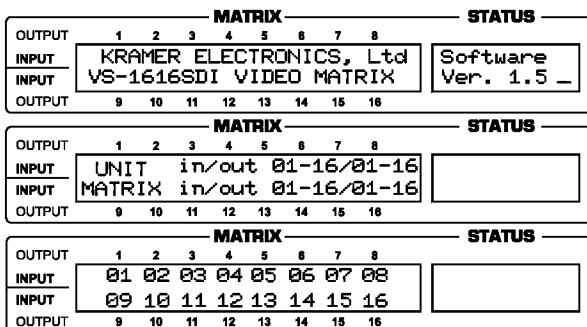 MATRIX STATUS
OUTPUT 1 2 3 4 5 6 7 8
INPUT KRAMER ELECTRONICS, Ltd Software
INPUT VS-1616SDI VIDEO MATRIX Ver. 1.5 _
OUTPUT 9 10 11 12 13 14 15 16
MATRIX STATUS
OUTPUT 1 2 3 4 5 6 7 8
INPUT UNIT in/out 01-16/01-16
INPUT MATRIX in/out 01-16/01-16
OUTPUT 9 10 11 12 13 14 15 16
MATRIX STATUS
OUTPUT 1 2 3 4 5 6 7 8
INPUT 01 02 03 04 05 06 07 08
INPUT 09 10 11 12 13 14 15 16
OUTPUT 9 10 11 12 13 14 15 16